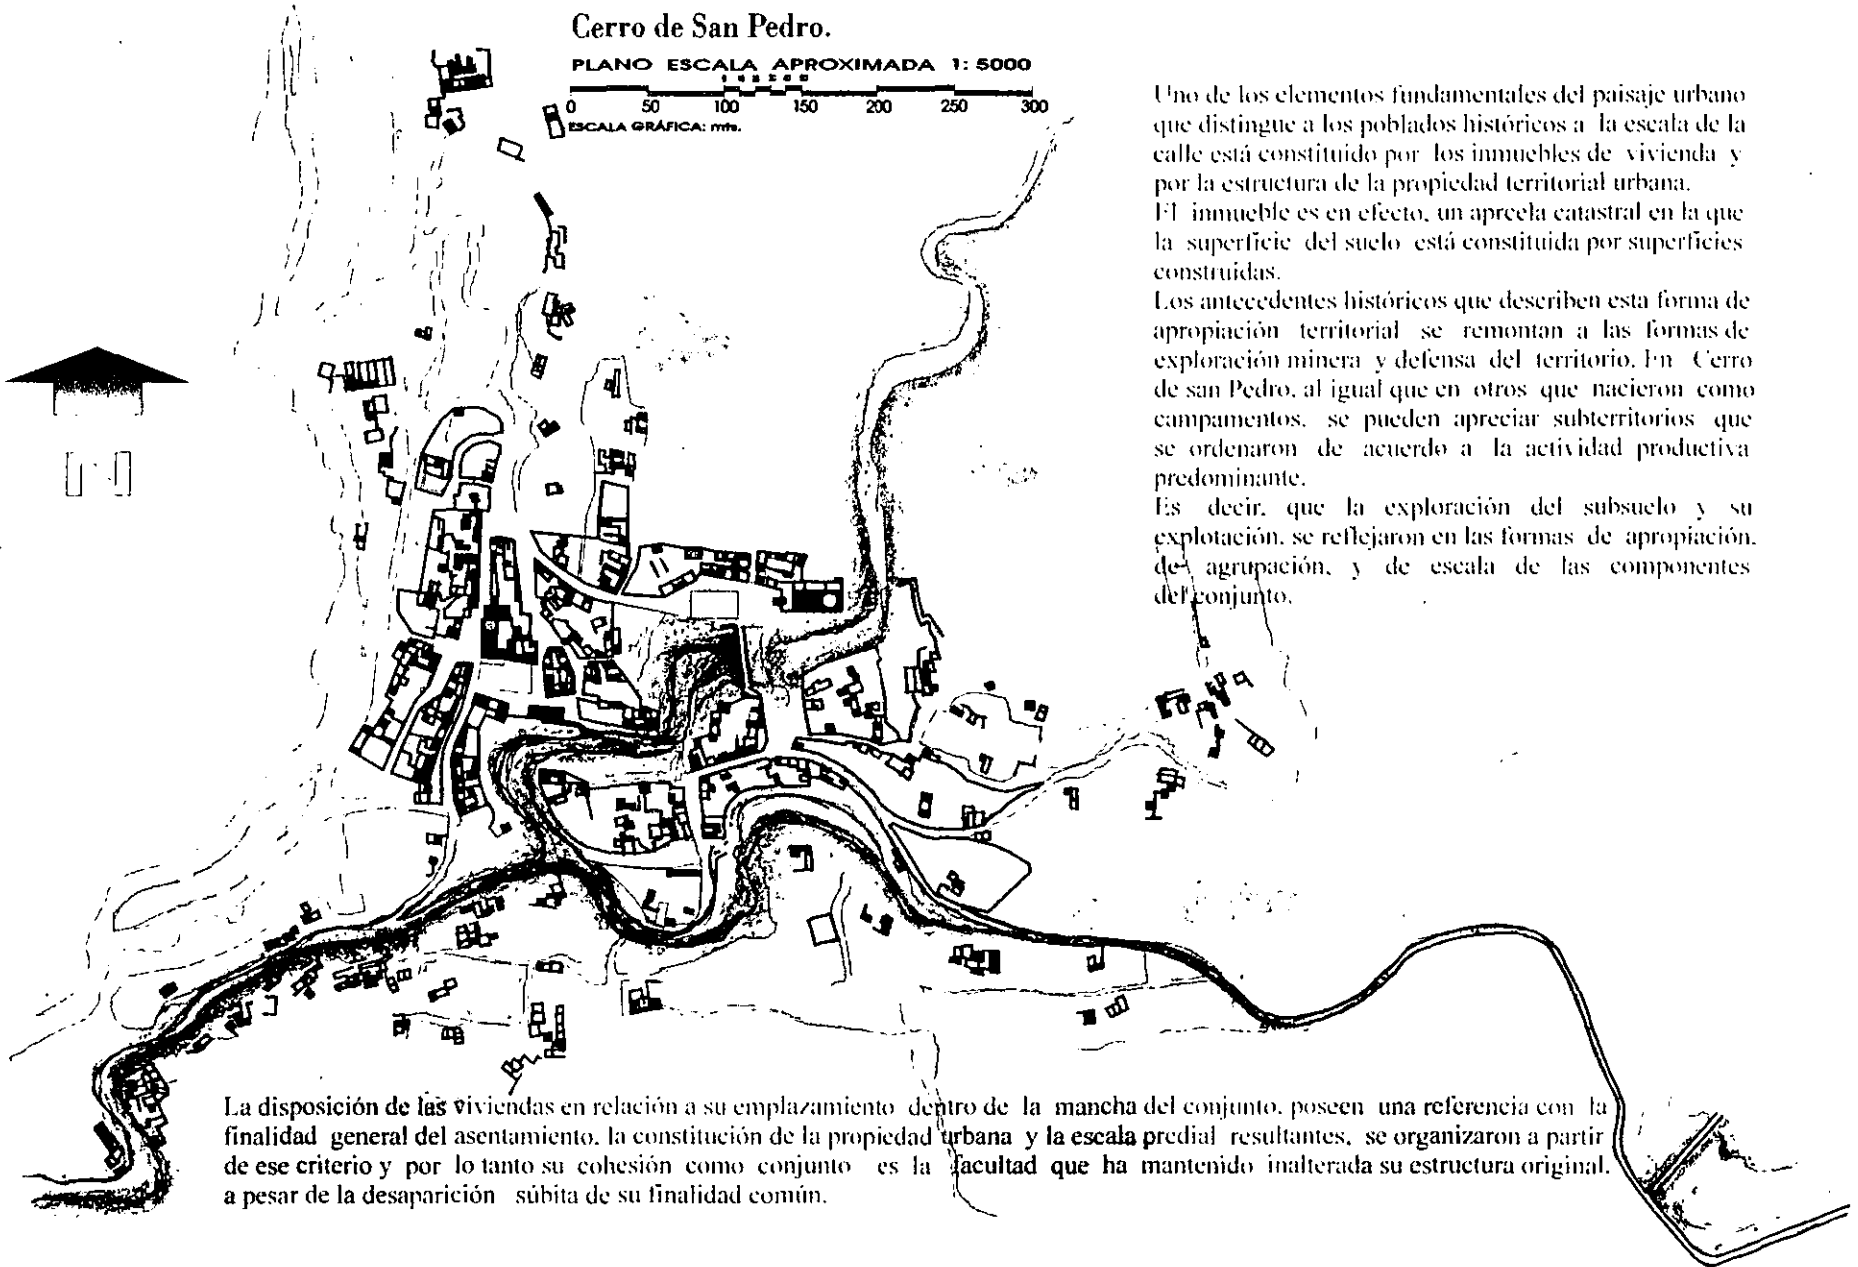 Cerro de San Pedro.
PLANO ESCALA APROXIMADA 1: 5000
0 50 100 150 200 250 300
ESCALA GRÁFICA: mts.
Uno de los elementos fundamentales del paisaje urbano
que distingue a los poblados históricos a la escala de la
calle está constituido por los inmuebles de vivienda y
por la estructura de la propiedad territorial urbana.
El inmueble es en efecto, un aprcela catastral en la que
la superficie del suelo está constituida por superficies
construidas.
Los antecedentes históricos que describen esta forma de
apropiación territorial se remontan a las formas de
exploración minera y defensa del territorio. En Cerro
de san Pedro, al igual que en otros que nacieron como
campamentos, se pueden apreciar subterritorios que
se ordenaron de acuerdo a la actividad productiva
predominante.
Es decir, que la exploración del subsuelo y su
explotación, se reflejaron en las formas de apropiación,
de agrupación, y de escala de las componentes
del conjunto.
La disposición de las viviendas en relación a su emplazamiento dentro de la mancha del conjunto, poseen una referencia con la
finalidad general del asentamiento, la constitución de la propiedad urbana y la escala predial resultantes, se organizaron a partir
de ese criterio y por lo tanto su cohesión como conjunto es la facultad que ha mantenido inalterada su estructura original,
a pesar de la desaparición súbita de su finalidad común.